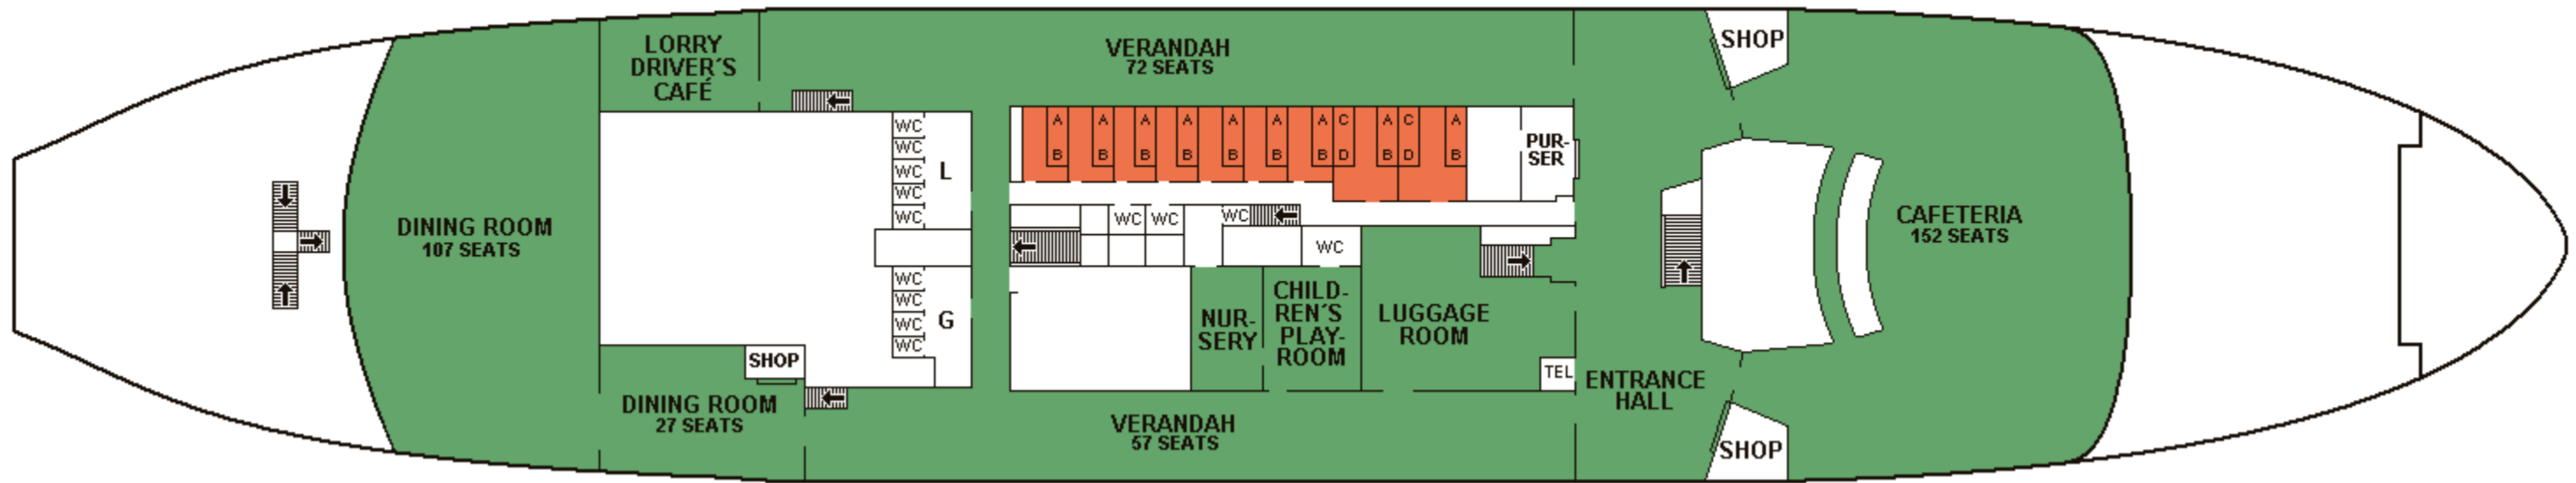 LORRY
DRIVER´S
CAFÉ
VERANDAH
72 SEATS
SHOP
WC
WC
WC
WC
WC
L
A A A A A A A C A C A
B B B B B B B D B D B
PUR-
SER
DINING ROOM
107 SEATS
WC WC WC
WC
CAFETERIA
152 SEATS
WC
WC
WC
WC
G
NUR-
SERY
CHILD-
REN´S
PLAY-
ROOM
LUGGAGE
ROOM
SHOP
TEL
ENTRANCE
HALL
DINING ROOM
27 SEATS
VERANDAH
57 SEATS
SHOP